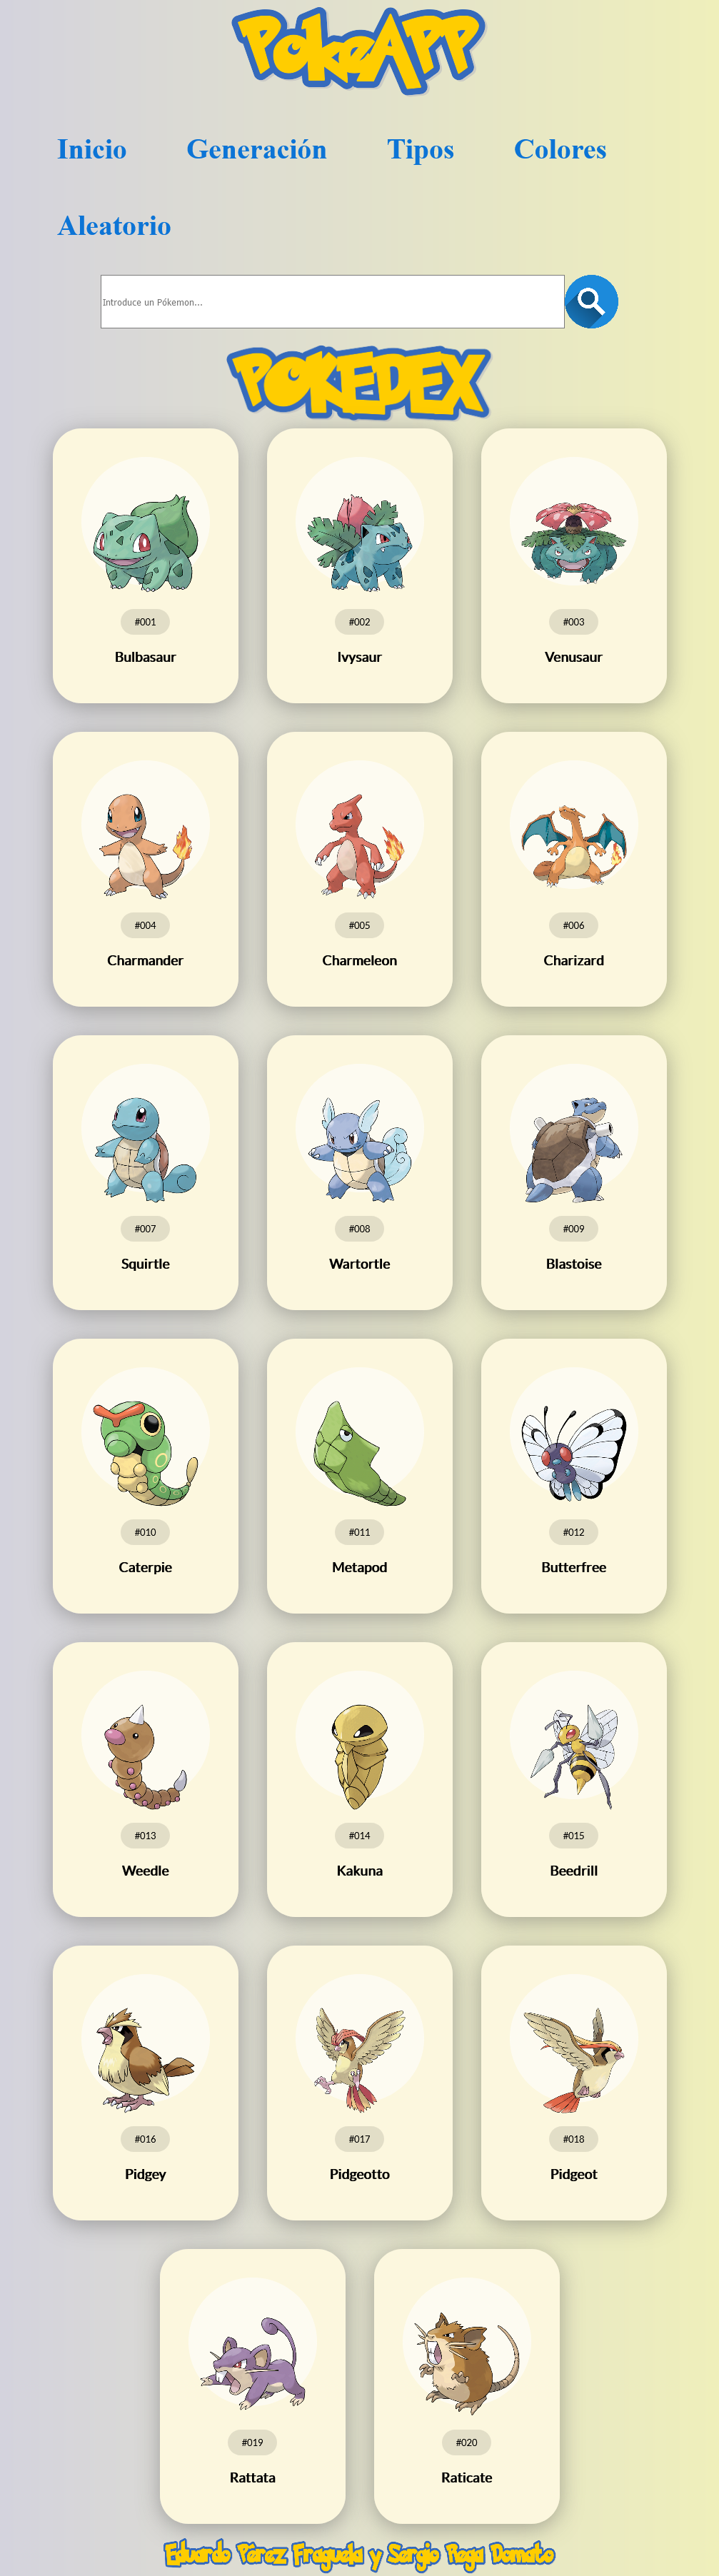 PokeAPP
Inicio Generación Tipos Colores
Aleatorio
Introduce un Pókemon...
POKEDEX
#001 #002 #003
Bulbasaur Ivysaur Venusaur
#004 #005 #006
Charmander Charmeleon Charizard
#007 #008 #009
Squirtle Wartortle Blastoise
#010 #011 #012
Caterpie Metapod Butterfree
#013 #014 #015
Weedle Kakuna Beedrill
#016 #017 #018
Pidgey Pidgeotto Pidgeot
#019 #020
Rattata Raticate
Eduardo Pérez Fraguela y Sergio Rega Domato